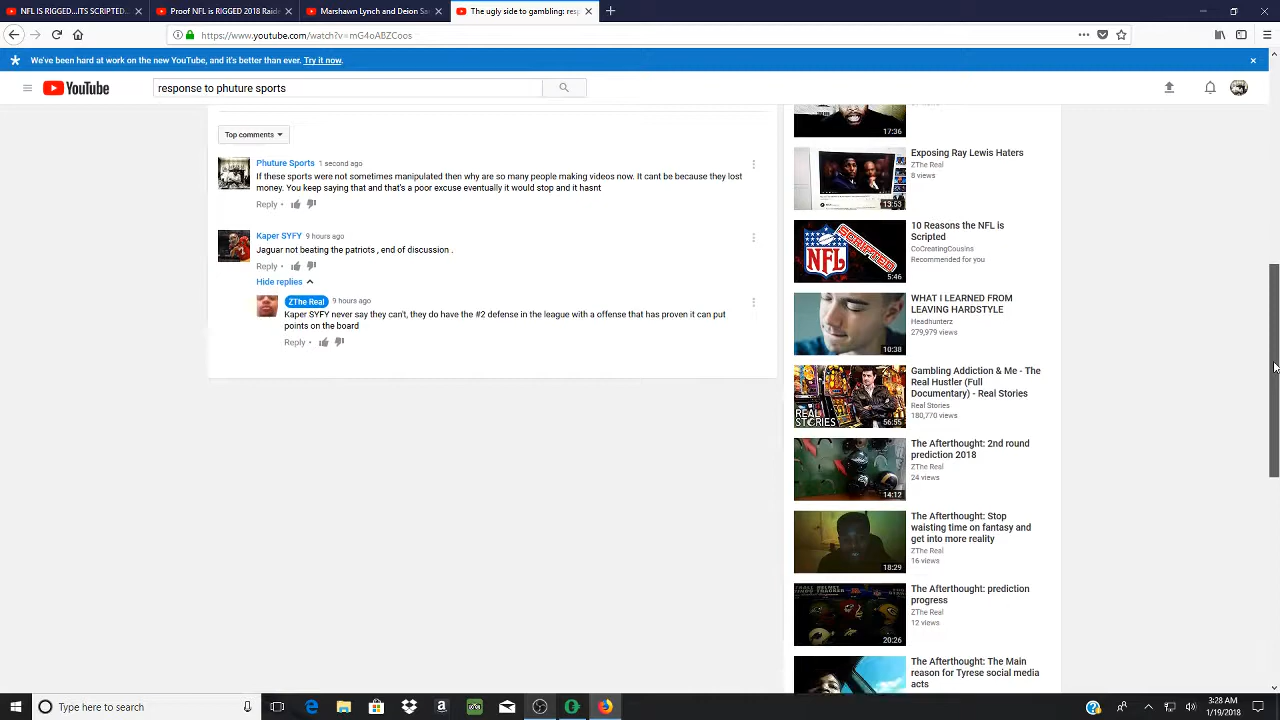 NFL IS RIGGED...ITS SCRIPTED
Proof NFL is RIGGED 2018 Raide
Marshawn Lynch and Deion Sa
The ugly side to gambling: res
https://www.youtube.com/watch?v=mG4oABZCoos
We've been hard at work on the new YouTube, and it's better than ever. Try it now.
YouTube
response to phuture sports
Top comments
Phuture Sports 1 second ago
If these sports were not sometimes manipulated then why are so many people making videos now. It cant be because they lost
money. You keep saying that and that's a poor excuse eventually it would stop and it hasnt
Reply
Kaper SYFY 9 hours ago
Jaguer not beating the patriots , end of discussion .
Reply
Hide replies
ZThe Real 9 hours ago
Kaper SYFY never say they can't, they do have the #2 defense in the league with a offense that has proven it can put
points on the board
Reply
17:36
Exposing Ray Lewis Haters
ZThe Real
8 views
13:53
10 Reasons the NFL is
Scripted
CoCreatingCousins
Recommended for you
NFL
SCRIPTED
5:46
WHAT I LEARNED FROM
LEAVING HARDSTYLE
Headhunterz
279,979 views
10:38
Gambling Addiction & Me - The
Real Hustler (Full
Documentary) - Real Stories
Real Stories
180,770 views
REAL
STORIES
56:55
The Afterthought: 2nd round
prediction 2018
ZThe Real
24 views
14:12
The Afterthought: Stop
waisting time on fantasy and
get into more reality
ZThe Real
16 views
18:29
The Afterthought: prediction
progress
ZThe Real
12 views
20:26
The Afterthought: The Main
reason for Tyrese social media
acts
Type here to search
3:28 AM
1/19/2018